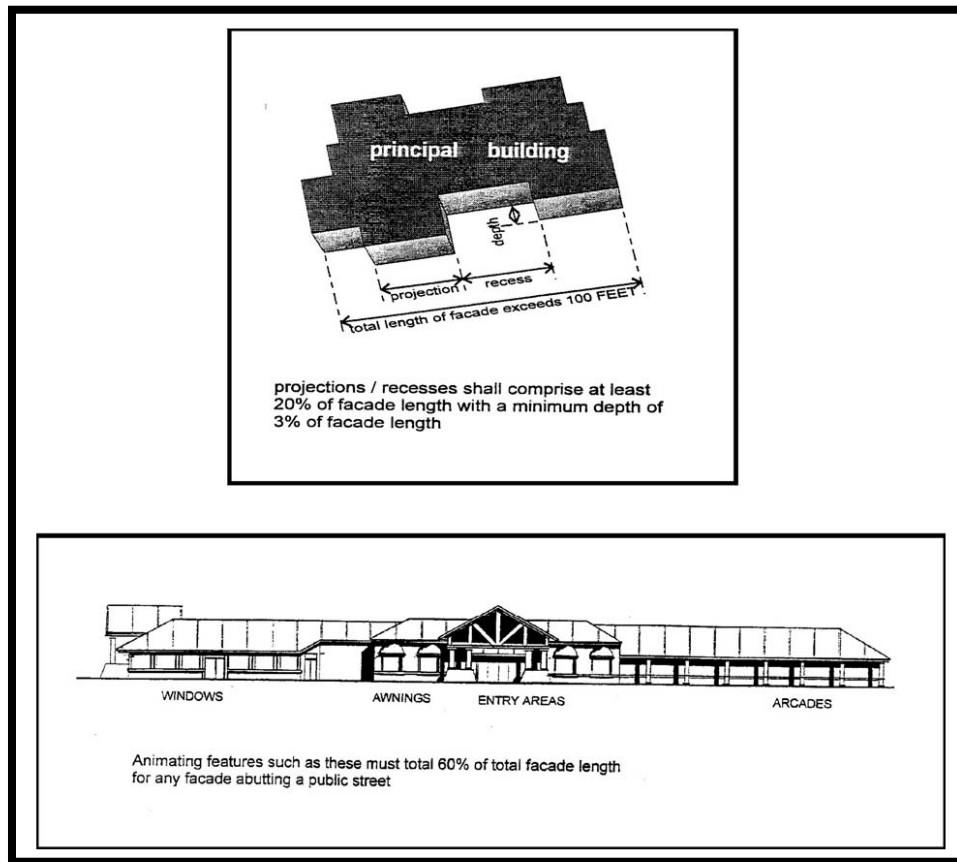 principal building
depth
projection
recess
total length of facade exceeds 100 FEET
projections / recesses shall comprise at least
20% of facade length with a minimum depth of
3% of facade length
WINDOWS
AWNINGS
ENTRY AREAS
ARCADES
Animating features such as these must total 60% of total facade length
for any facade abutting a public street